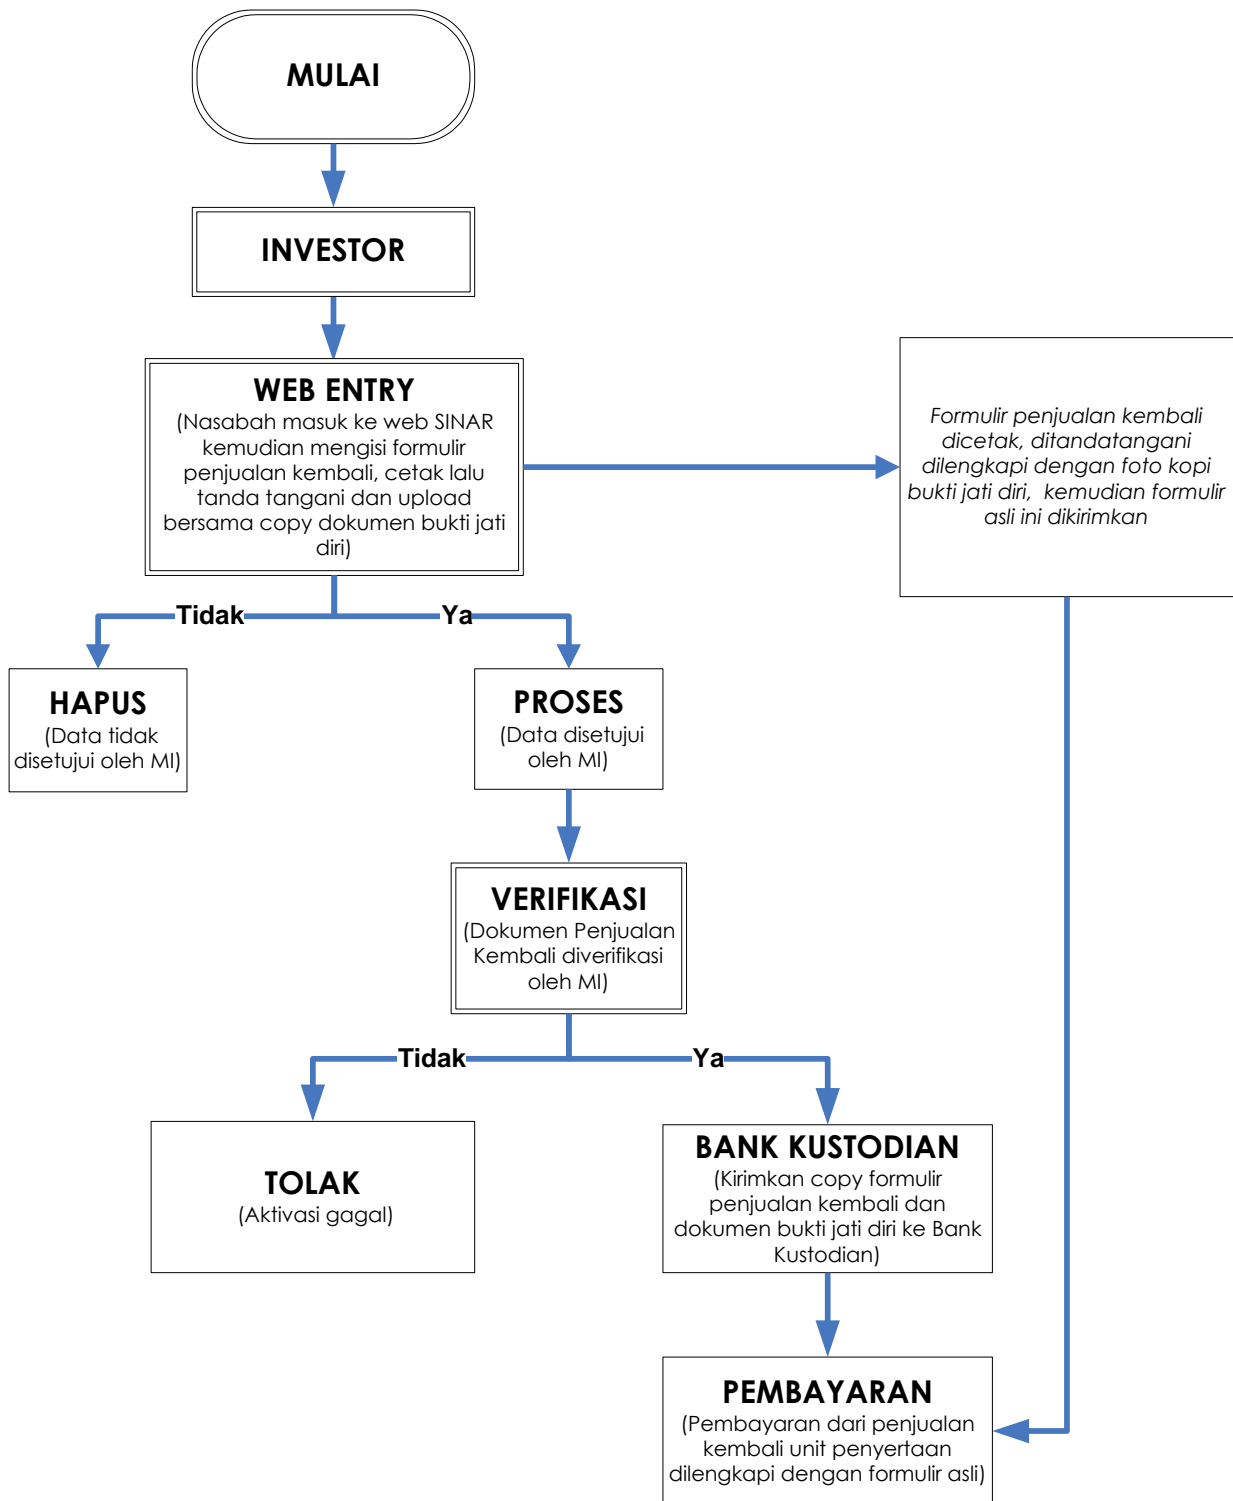 MULAI
INVESTOR
WEB ENTRY
(Nasabah masuk ke web SINAR
kemudian mengisi formulir
penjualan kembali, cetak lalu
tanda tangani dan upload
bersama copy dokumen bukti jati
diri)
Formulir penjualan kembali
dicetak, ditandatangani
dilengkapi dengan foto kopi
bukti jati diri, kemudian formulir
asli ini dikirimkan
Tidak
Ya
HAPUS
(Data tidak
disetujui oleh MI)
PROSES
(Data disetujui
oleh MI)
VERIFIKASI
(Dokumen Penjualan
Kembali diverifikasi
oleh MI)
Tidak
Ya
TOLAK
(Aktivasi gagal)
BANK KUSTODIAN
(Kirimkan copy formulir
penjualan kembali dan
dokumen bukti jati diri ke Bank
Kustodian)
PEMBAYARAN
(Pembayaran dari penjualan
kembali unit penyertaan
dilengkapi dengan formulir asli)